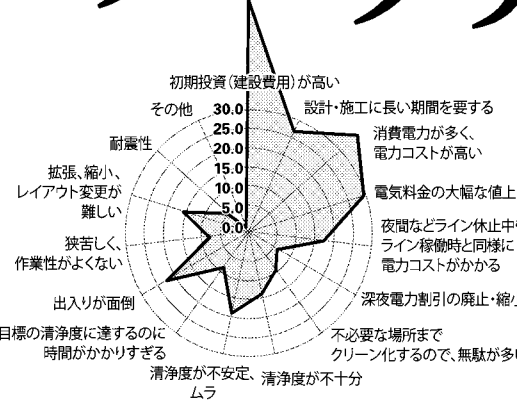 初期投資(建設費用)が高い
その他
設計・施工に長い期間を要する
30.0
25.0
20.0
15.0
10.0
5.0
0.0
消費電力が多く、
電力コストが高い
耐震性
電気料金の大幅な値上
拡張、縮小、
レイアウト変更が
難しい
夜間などライン休止中
ライン稼働時と同様に
電力コストがかかる
狭苦しく、
作業性がよくない
深夜電力割引の廃止・縮小
出入りが面倒
不必要な場所まで
クリーン化するので、無駄が多い
目標の清浄度に達するのに
時間がかかりすぎる
清浄度が不十分
清浄度が不安定、
ムラ